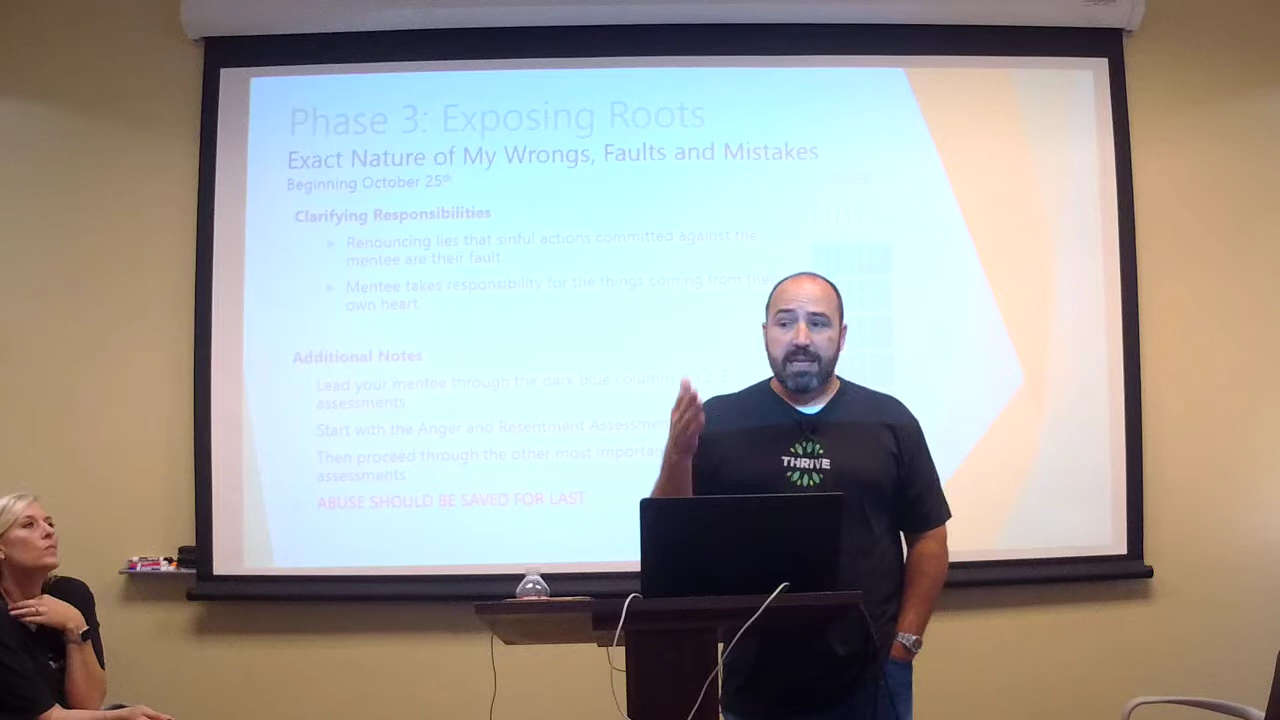 Phase 3: Exposing Roots
Exact Nature of My Wrongs, Faults and Mistakes
Beginning October 25th
Clarifying Responsibilities
Renouncing lies that sinful actions committed against the
mentee are their fault.
Mentee takes responsibility for the things coming from their
own heart.
Additional Notes
Lead your mentee through the dark blue columns
assessments
Start with the Anger and Resentment Assessment
Then proceed through the other most important
assessments
ABUSE SHOULD BE SAVED FOR LAST
THRIVE